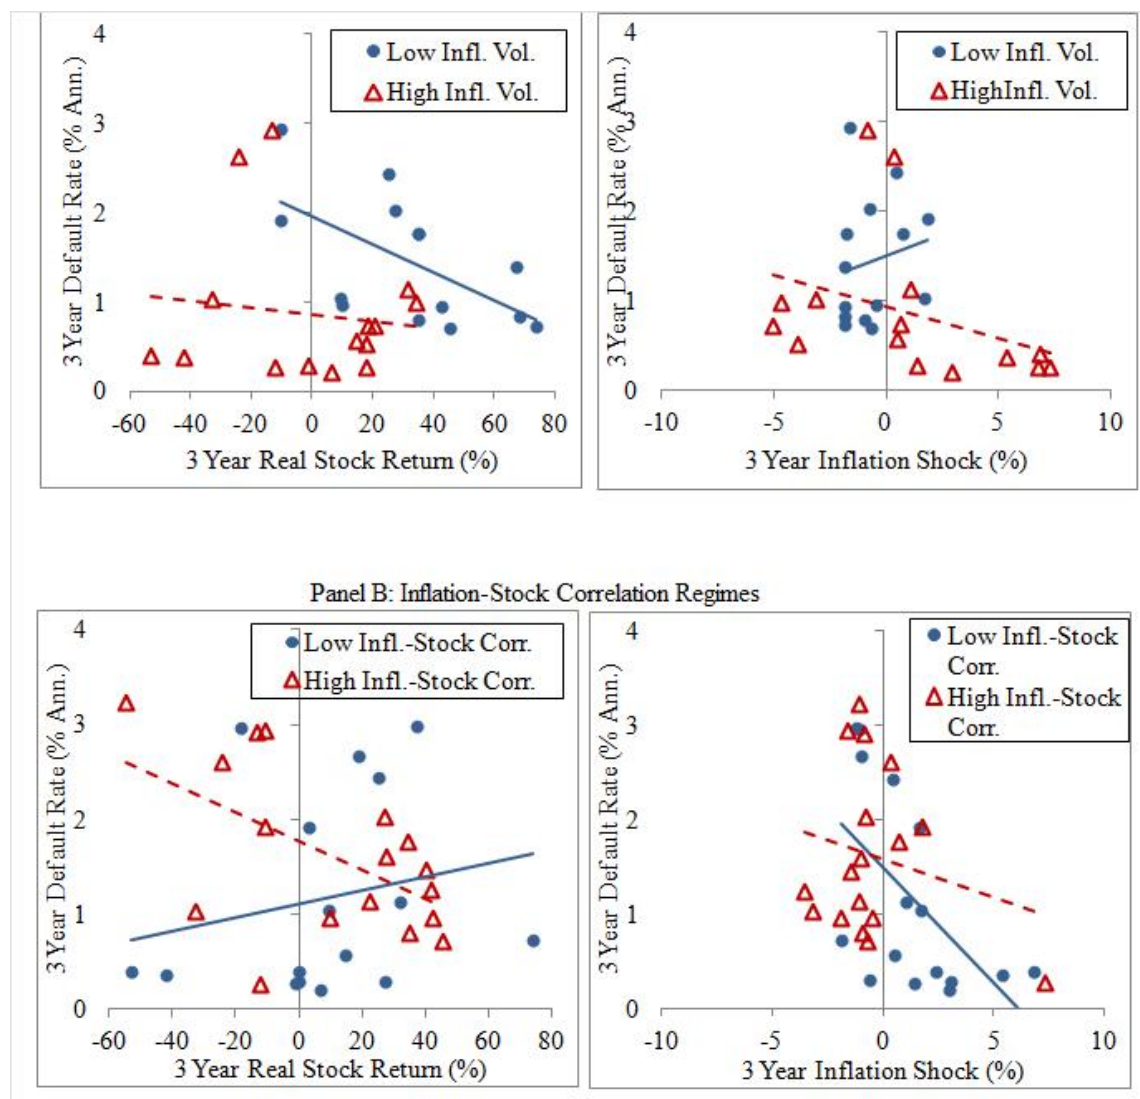 3 Year Default Rate (% Ann.)
4
3
2
1
0
Low Infl. Vol.
High Infl. Vol.
-60 -40 -20 0 20 40 60 80
3 Year Real Stock Return (%)
3 Year Default Rate (% Ann.)
4
3
2
1
0
Low Infl. Vol.
HighInfl. Vol.
-10 -5 0 5 10
3 Year Inflation Shock (%)
Panel B: Inflation-Stock Correlation Regimes
3 Year Default Rate (% Ann.)
4
3
2
1
0
Low Infl.-Stock Corr.
High Infl.-Stock Corr.
-60 -40 -20 0 20 40 60 80
3 Year Real Stock Return (%)
3 Year Default Rate (% Ann.)
4
3
2
1
0
Low Infl.-Stock
Corr.
High Infl.-Stock
Corr.
-10 -5 0 5 10
3 Year Inflation Shock (%)